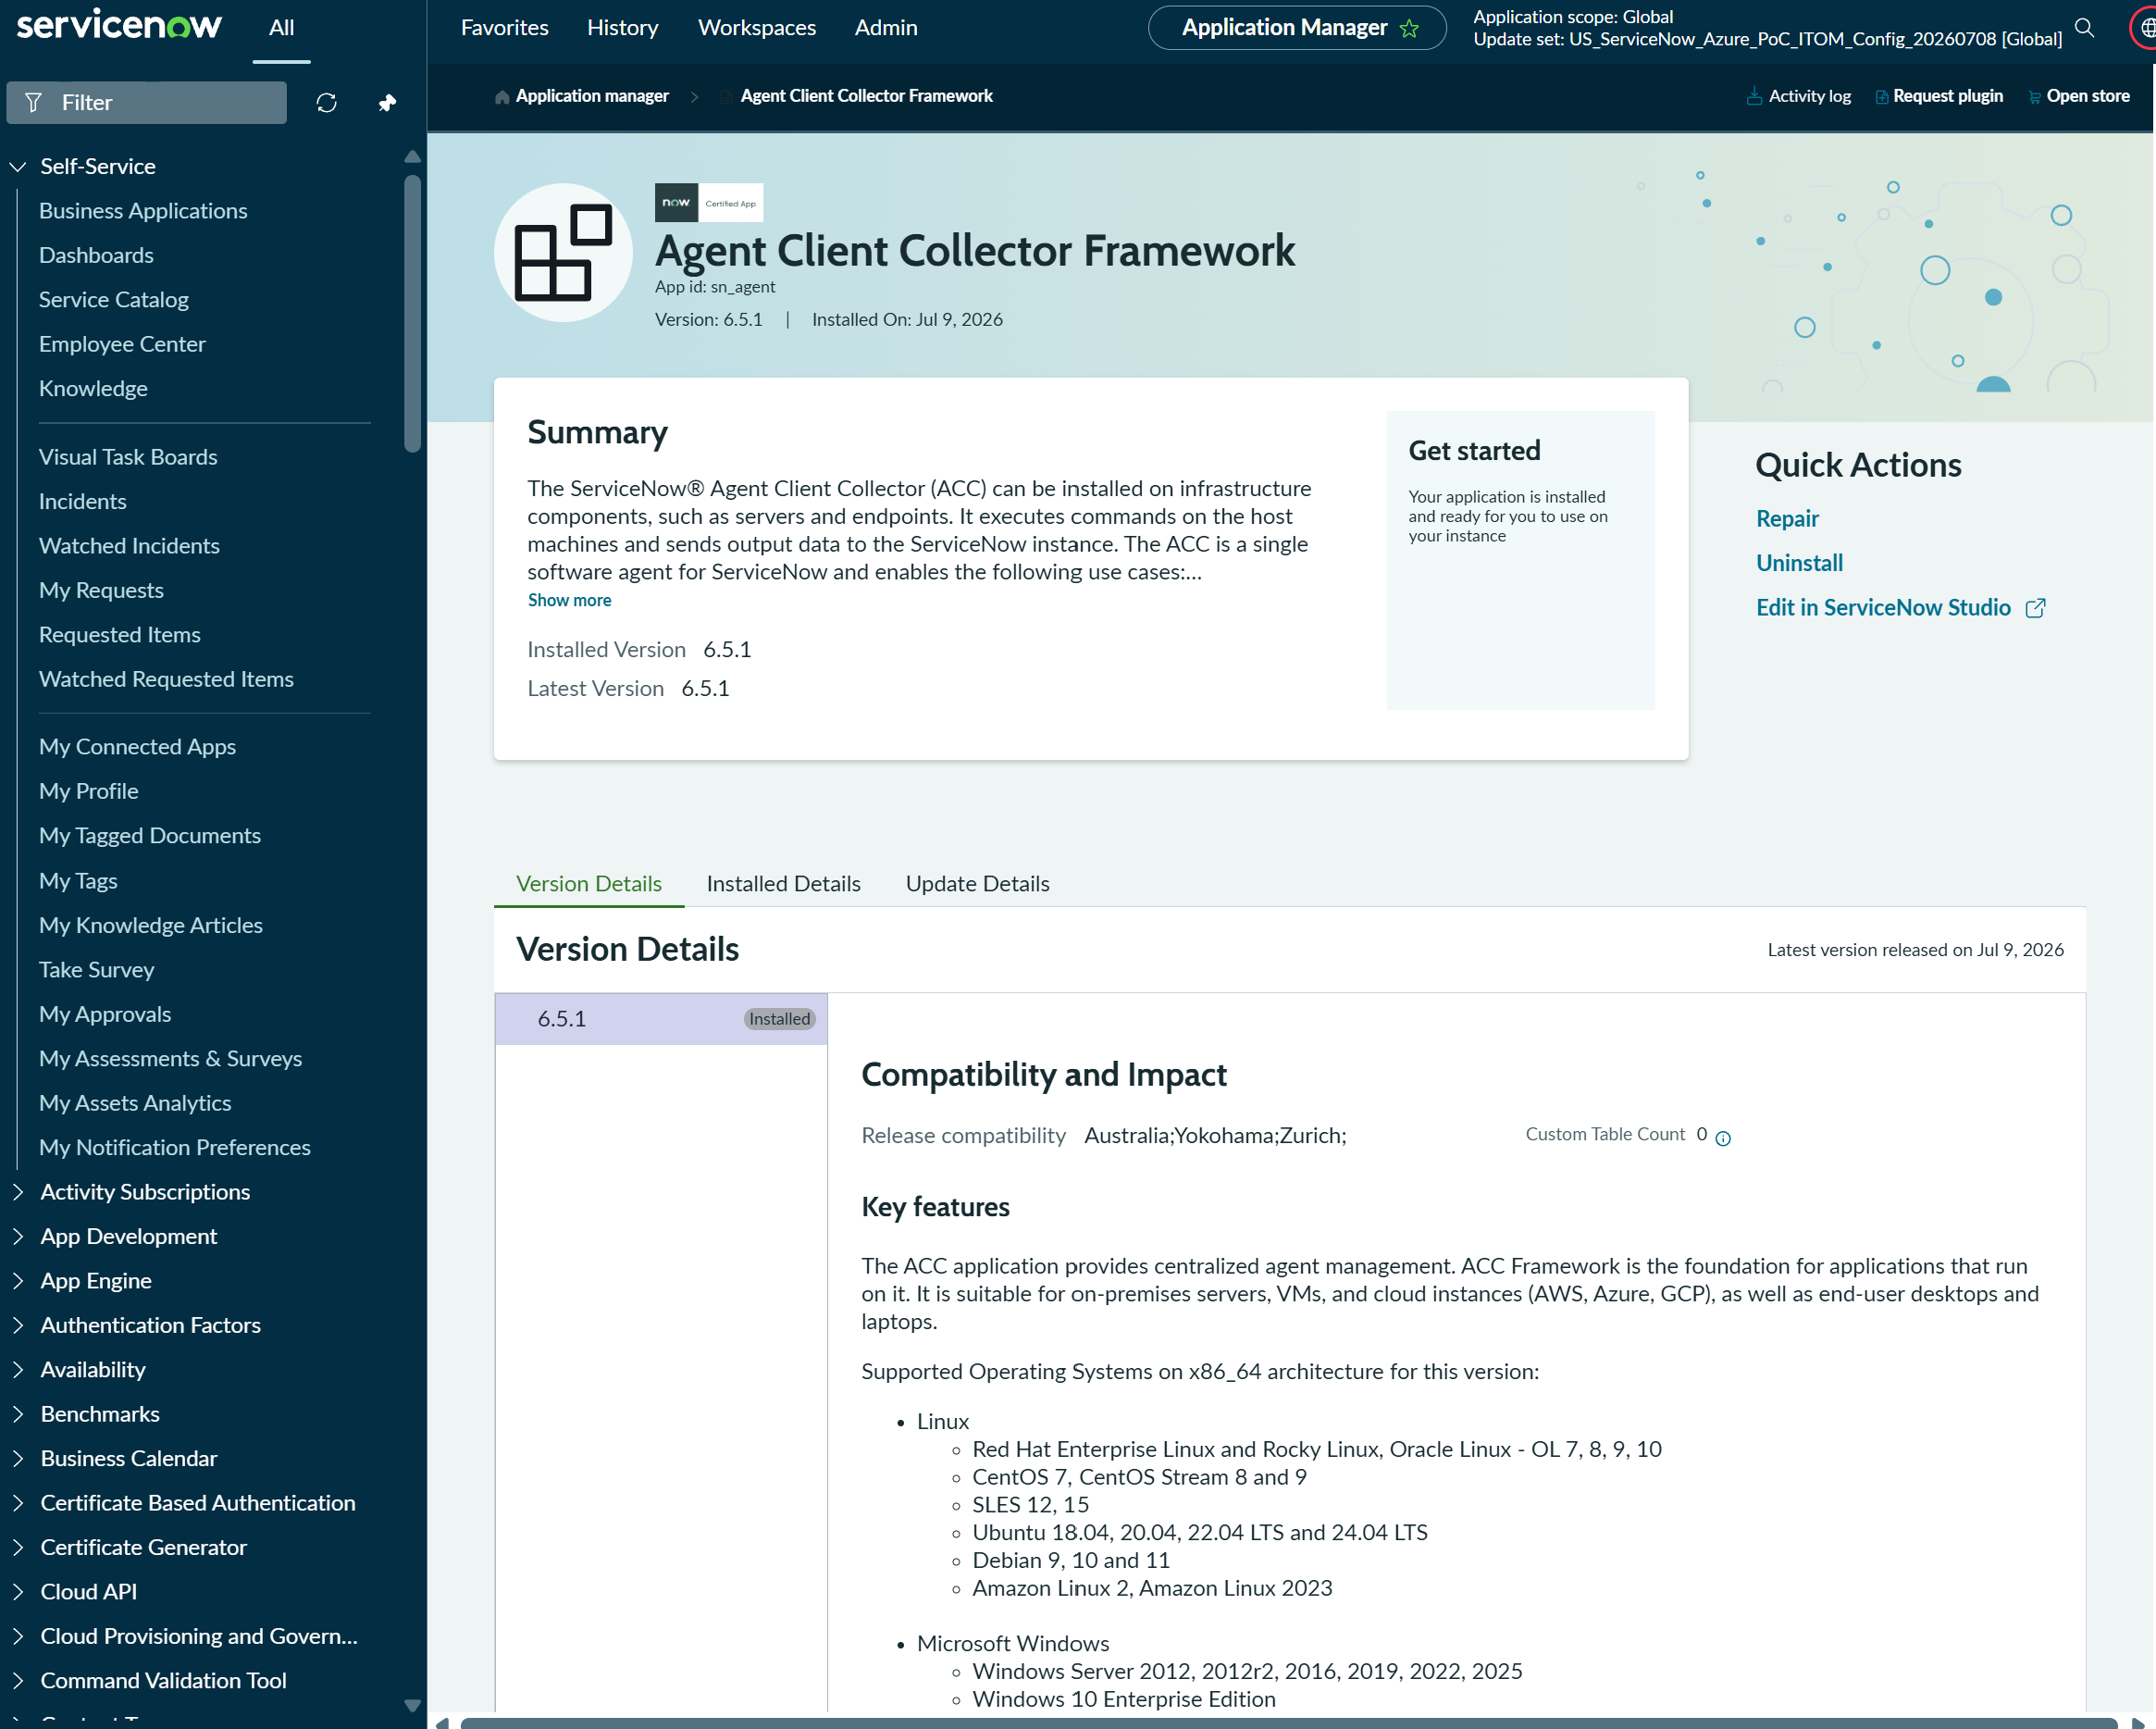 servicenow
All
Favorites
History
Workspaces
Admin
Application Manager
Application scope: Global
Update set: US_ServiceNow_Azure_PoC_ITOM_Config_20260708 [Global]
Filter
Application manager
Agent Client Collector Framework
Activity log
Request plugin
Open store
Self-Service
Business Applications
Dashboards
Service Catalog
Employee Center
Knowledge
Visual Task Boards
Incidents
Watched Incidents
My Requests
Requested Items
Watched Requested Items
My Connected Apps
My Profile
My Tagged Documents
My Tags
My Knowledge Articles
Take Survey
My Approvals
My Assessments & Surveys
My Assets Analytics
My Notification Preferences
Activity Subscriptions
App Development
App Engine
Authentication Factors
Availability
Benchmarks
Business Calendar
Certificate Based Authentication
Certificate Generator
Cloud API
Cloud Provisioning and Govern...
Command Validation Tool
now Certified App
Agent Client Collector Framework
App id: sn_agent
Version: 6.5.1 | Installed On: Jul 9, 2026
Summary
The ServiceNow® Agent Client Collector (ACC) can be installed on infrastructure
components, such as servers and endpoints. It executes commands on the host
machines and sends output data to the ServiceNow instance. The ACC is a single
software agent for ServiceNow and enables the following use cases:...
Show more
Installed Version 6.5.1
Latest Version 6.5.1
Get started
Your application is installed
and ready for you to use on
your instance
Quick Actions
Repair
Uninstall
Edit in ServiceNow Studio
Version Details
Installed Details
Update Details
Version Details
Latest version released on Jul 9, 2026
6.5.1
Installed
Compatibility and Impact
Release compatibility Australia;Yokohama;Zurich;
Custom Table Count 0
Key features
The ACC application provides centralized agent management. ACC Framework is the foundation for applications that run
on it. It is suitable for on-premises servers, VMs, and cloud instances (AWS, Azure, GCP), as well as end-user desktops and
laptops.
Supported Operating Systems on x86_64 architecture for this version:
• Linux
◦ Red Hat Enterprise Linux and Rocky Linux, Oracle Linux - OL 7, 8, 9, 10
◦ CentOS 7, CentOS Stream 8 and 9
◦ SLES 12, 15
◦ Ubuntu 18.04, 20.04, 22.04 LTS and 24.04 LTS
◦ Debian 9, 10 and 11
◦ Amazon Linux 2, Amazon Linux 2023
• Microsoft Windows
◦ Windows Server 2012, 2012r2, 2016, 2019, 2022, 2025
◦ Windows 10 Enterprise Edition